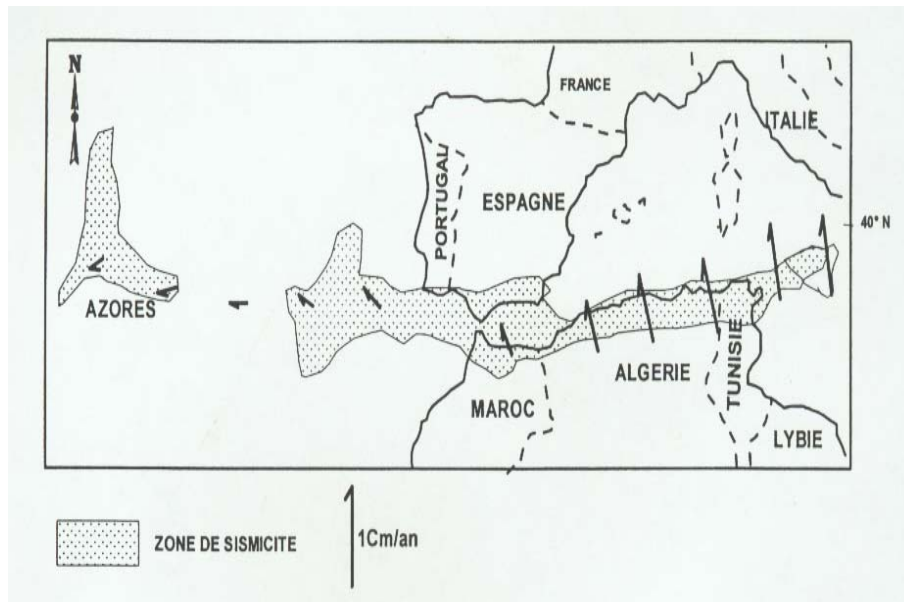 N
FRANCE
ITALIE
PORTUGAL
ESPAGNE
40° N
AZORES
ALGERIE
TUNISIE
MAROC
LYBIE
ZONE DE SISMICITE
1Cm/an